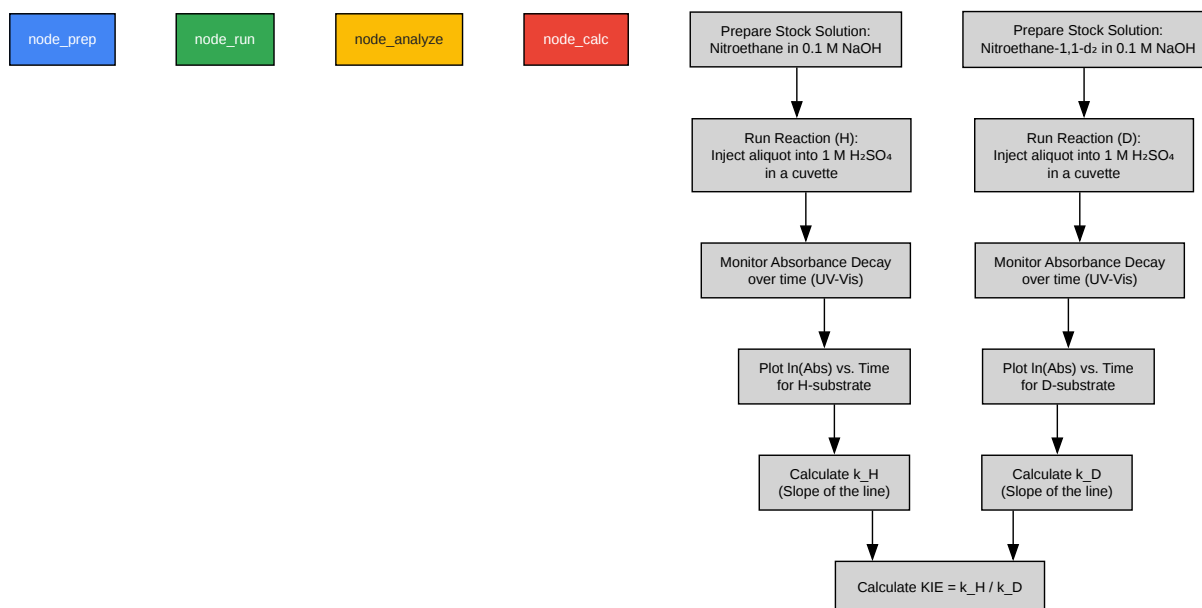 node_prep
node_run
node_analyze
node_calc
Prepare Stock Solution:
Nitroethane in 0.1 M NaOH
Prepare Stock Solution:
Nitroethane-1,1-d₂ in 0.1 M NaOH
Run Reaction (H):
Inject aliquot into 1 M H₂SO₄
in a cuvette
Run Reaction (D):
Inject aliquot into 1 M H₂SO₄
in a cuvette
Monitor Absorbance Decay
over time (UV-Vis)
Monitor Absorbance Decay
over time (UV-Vis)
Plot ln(Abs) vs. Time
for H-substrate
Plot ln(Abs) vs. Time
for D-substrate
Calculate k_H
(Slope of the line)
Calculate k_D
(Slope of the line)
Calculate KIE = k_H / k_D